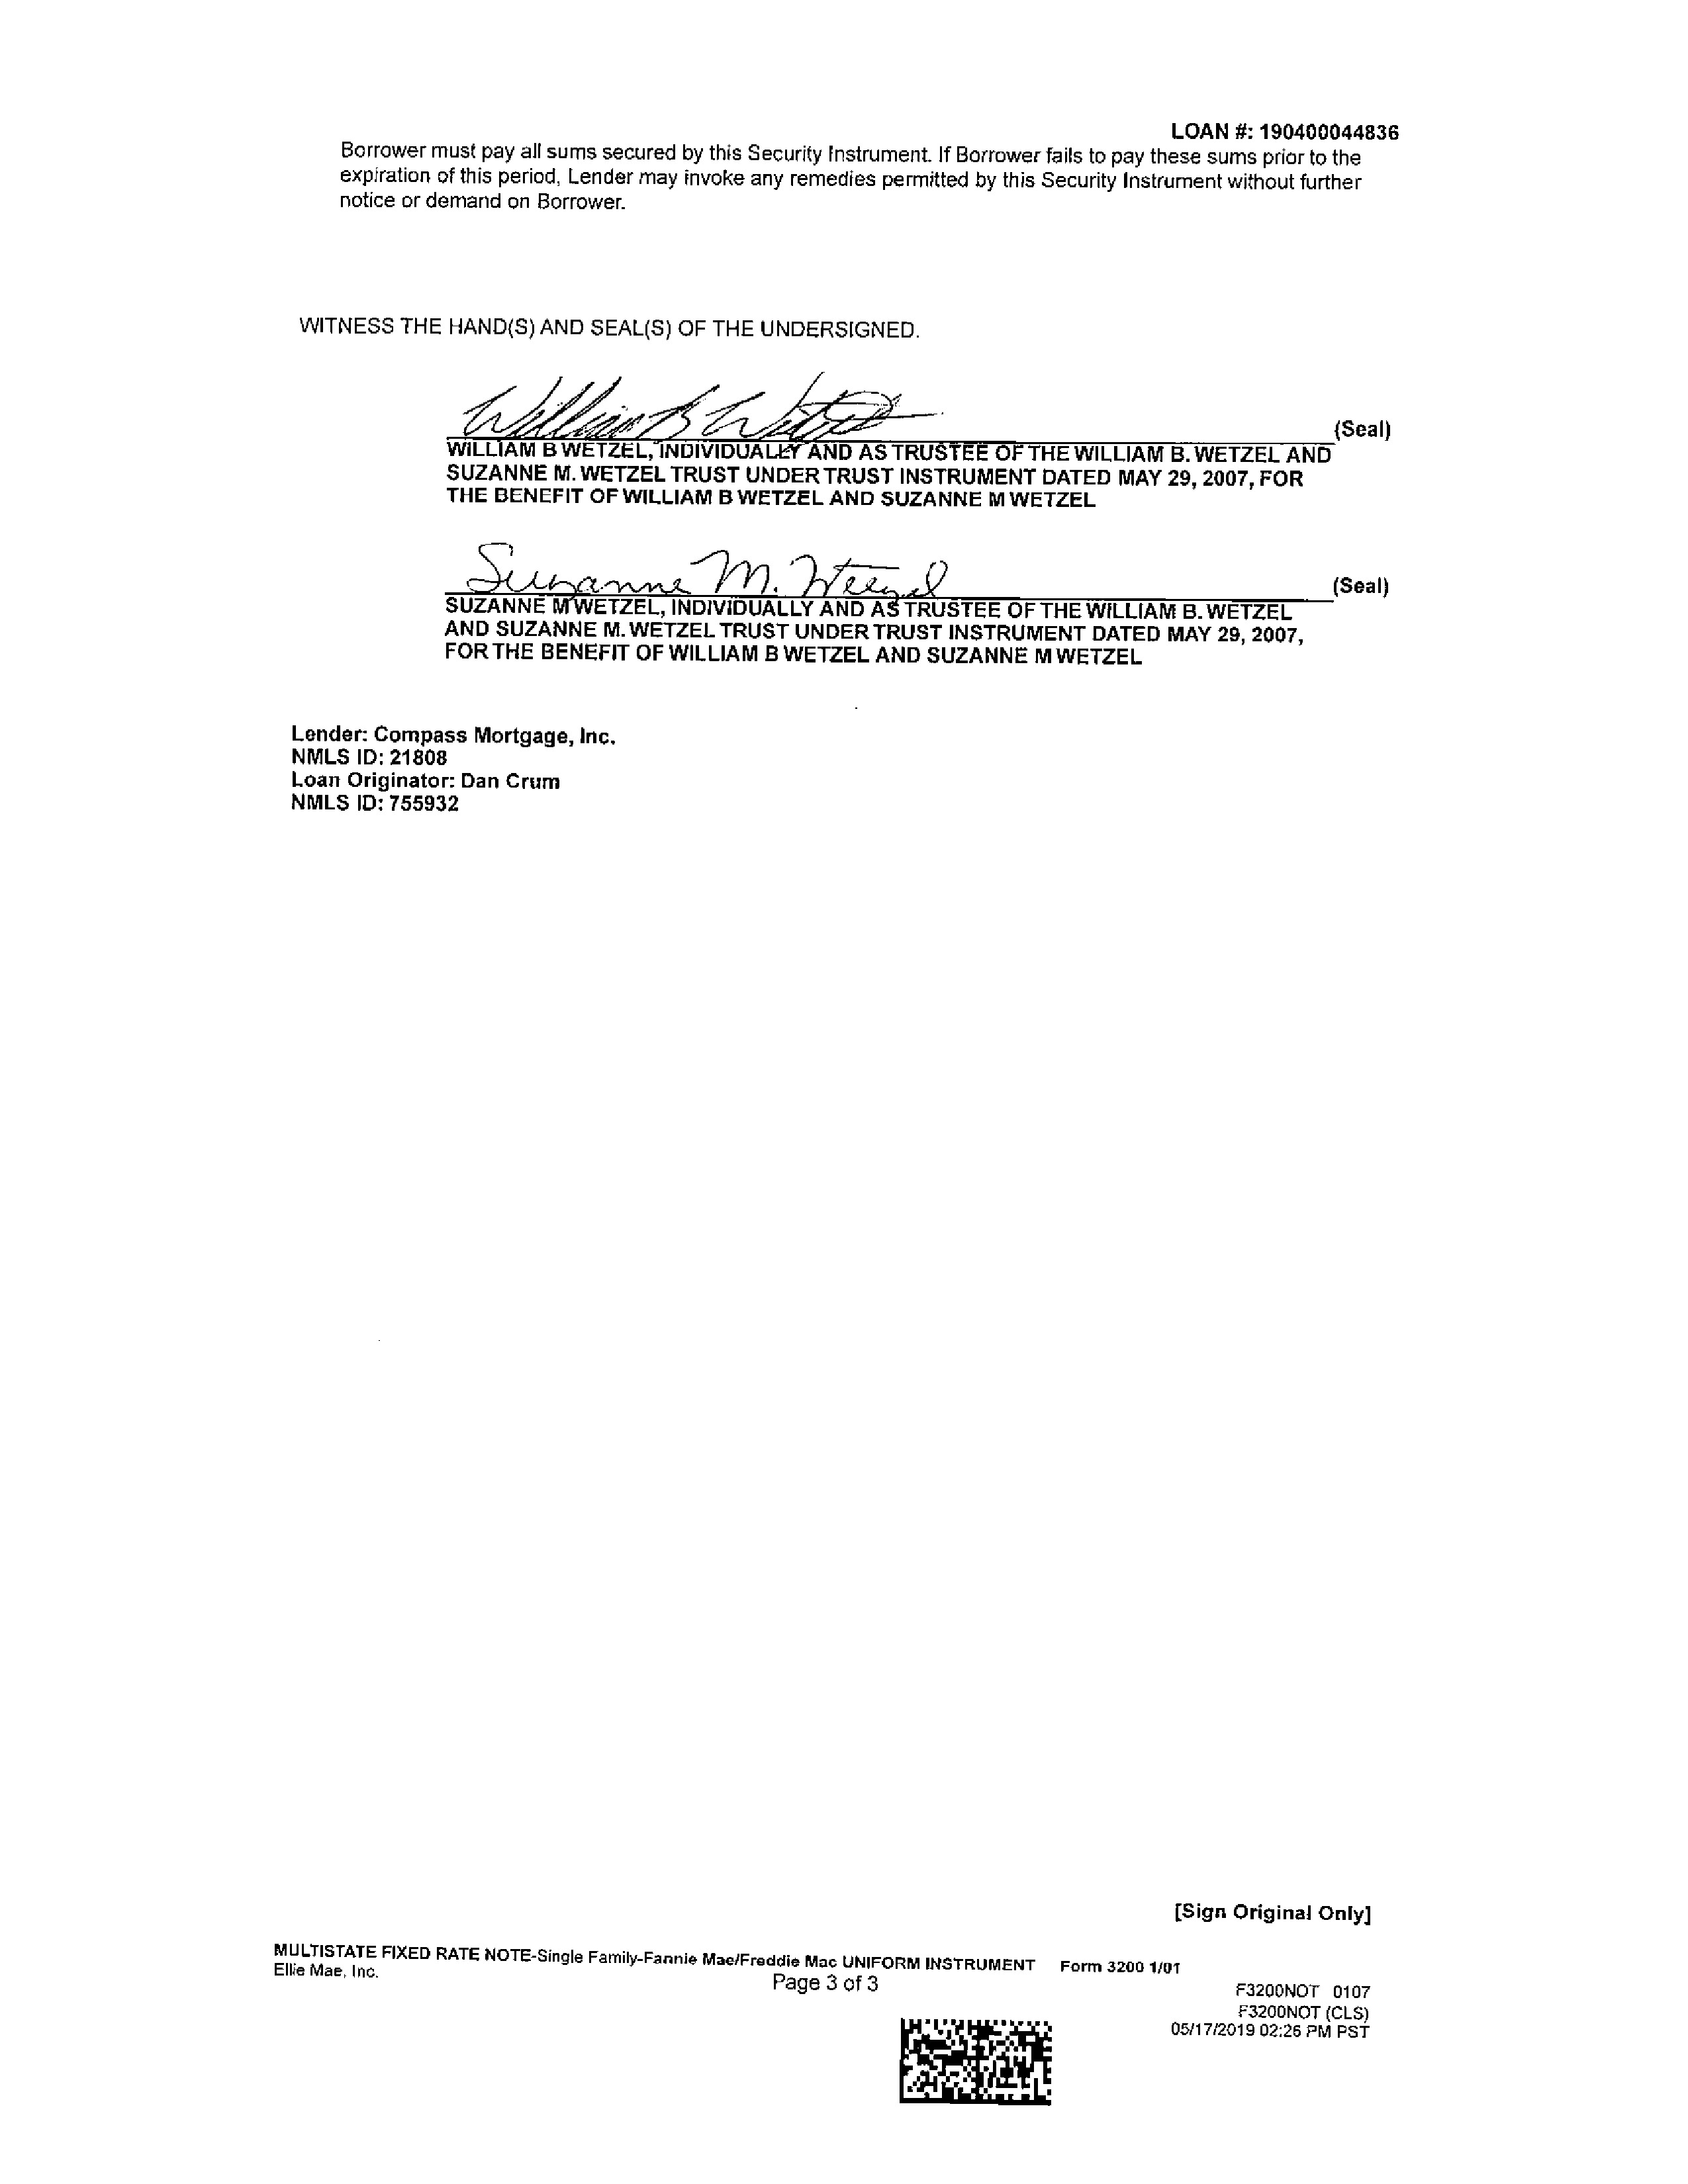 LOAN #: 190400044836
Borrower must pay all sums secured by this Security Instrument. If Borrower fails to pay these sums prior to the
expiration of this period, Lender may invoke any remedies permitted by this Security Instrument without further
notice or demand on Borrower.
WITNESS THE HAND(S) AND SEAL(S) OF THE UNDERSIGNED.
William B Wetzel
(Seal)
WILLIAM B WETZEL, INDIVIDUALLY AND AS TRUSTEE OF THE WILLIAM B. WETZEL AND
SUZANNE M. WETZEL TRUST UNDER TRUST INSTRUMENT DATED MAY 29, 2007, FOR
THE BENEFIT OF WILLIAM B WETZEL AND SUZANNE M WETZEL
Suzanne M. Wetzel
(Seal)
SUZANNE M WETZEL, INDIVIDUALLY AND AS TRUSTEE OF THE WILLIAM B. WETZEL
AND SUZANNE M. WETZEL TRUST UNDER TRUST INSTRUMENT DATED MAY 29, 2007,
FOR THE BENEFIT OF WILLIAM B WETZEL AND SUZANNE M WETZEL
Lender: Compass Mortgage, Inc.
NMLS ID: 21808
Loan Originator: Dan Crum
NMLS ID: 755932
[Sign Original Only]
MULTISTATE FIXED RATE NOTE-Single Family-Fannie Mae/Freddie Mac UNIFORM INSTRUMENT Form 3200 1/01
Ellie Mae, Inc.
Page 3 of 3
F3200NOT 0107
F3200NOT (CLS)
05/17/2019 02:26 PM PST